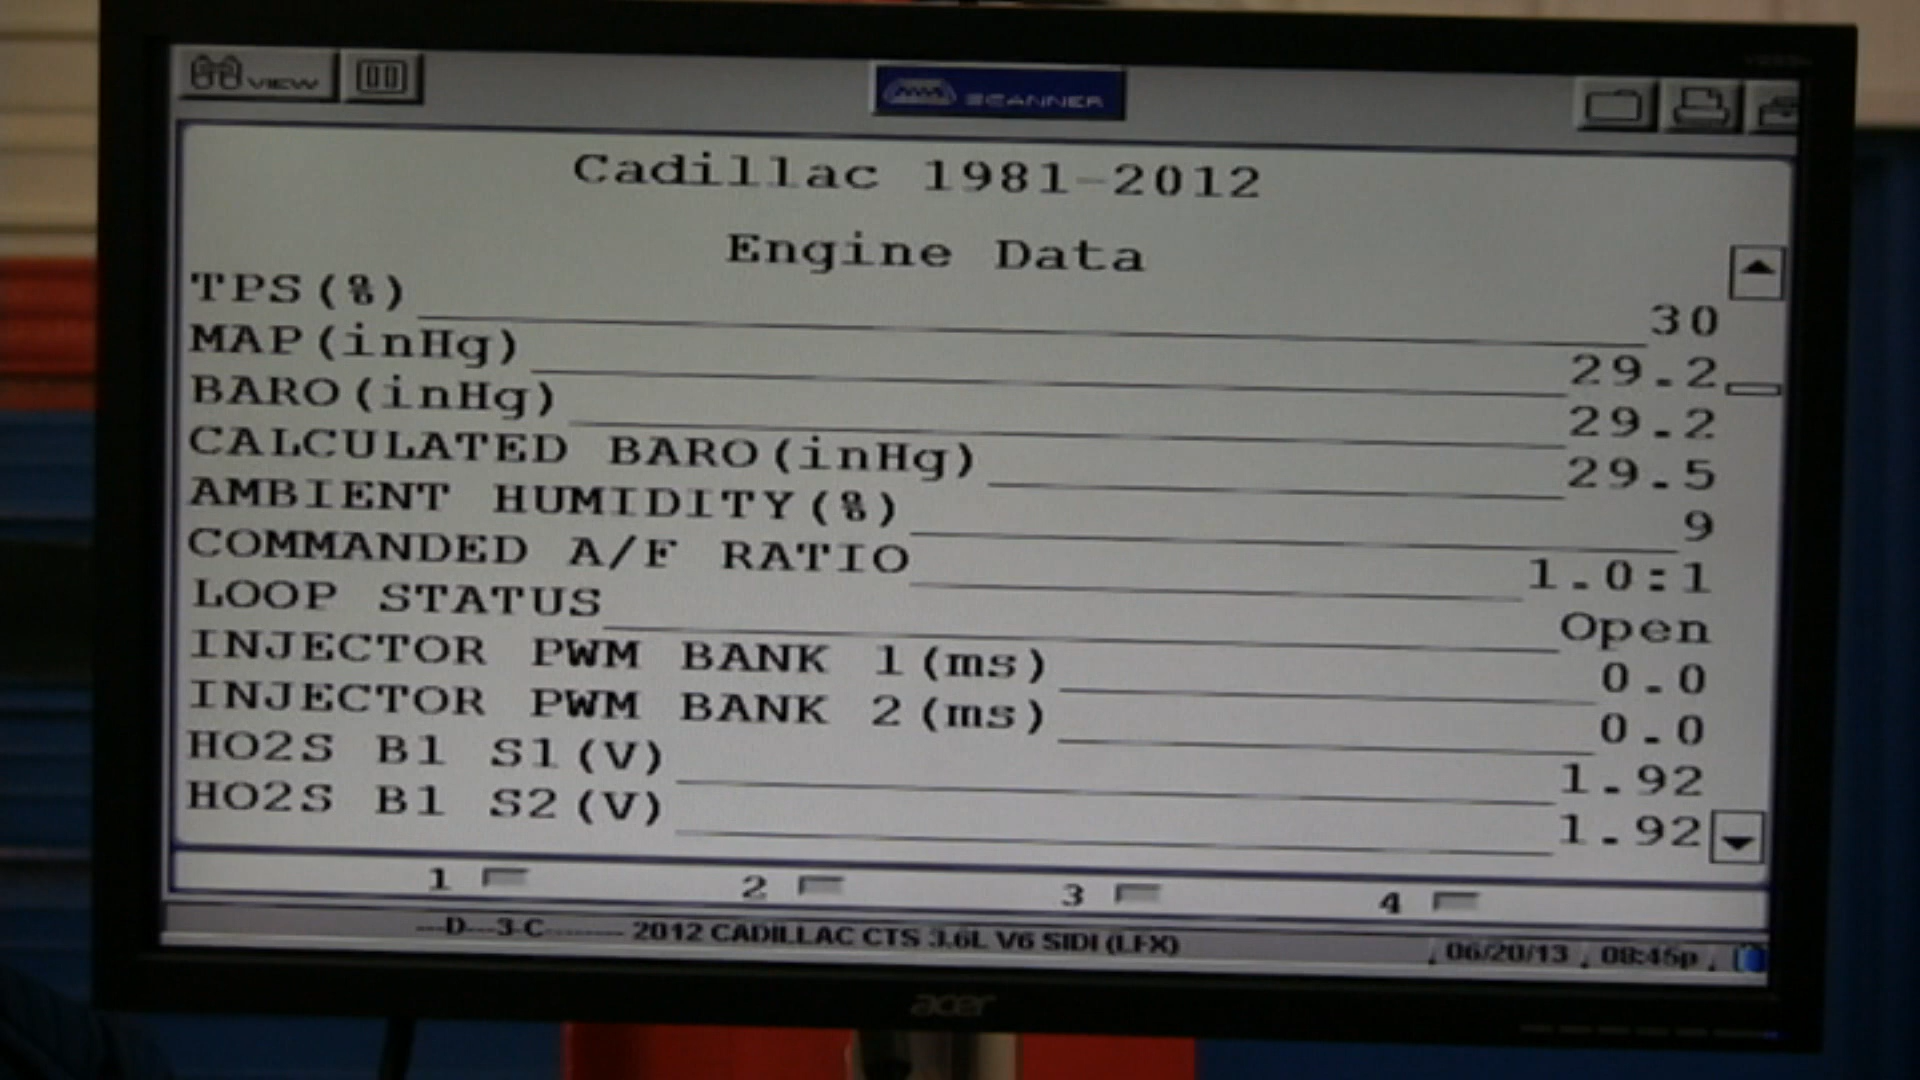 VIEW
SCANNER
Cadillac 1981-2012
Engine Data
TPS(%) 30
MAP(inHg) 29.2
BARO(inHg) 29.2
CALCULATED BARO(inHg) 29.5
AMBIENT HUMIDITY(%) 9
COMMANDED A/F RATIO 1.0:1
LOOP STATUS Open
INJECTOR PWM BANK 1(ms) 0.0
INJECTOR PWM BANK 2(ms) 0.0
HO2S B1 S1(V) 1.92
HO2S B1 S2(V) 1.92
1 2 3 4
---D---3-C-------- 2012 CADILLAC CTS 3.6L V6 SIDI (LFX) 06/20/13 08:45p
acer